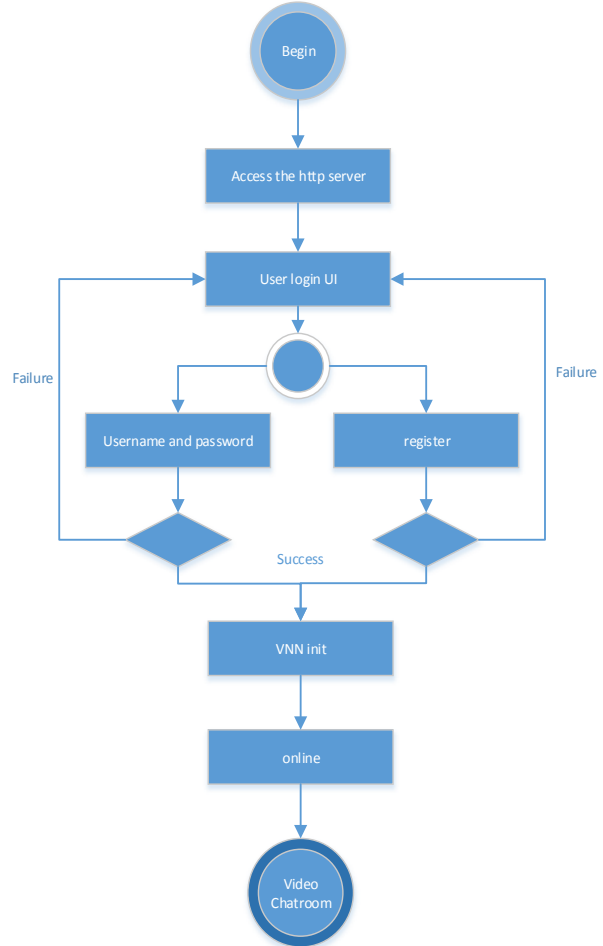 Begin
Access the http server
User login UI
Failure
Failure
Username and password
register
Success
VNN init
online
Video
Chatroom